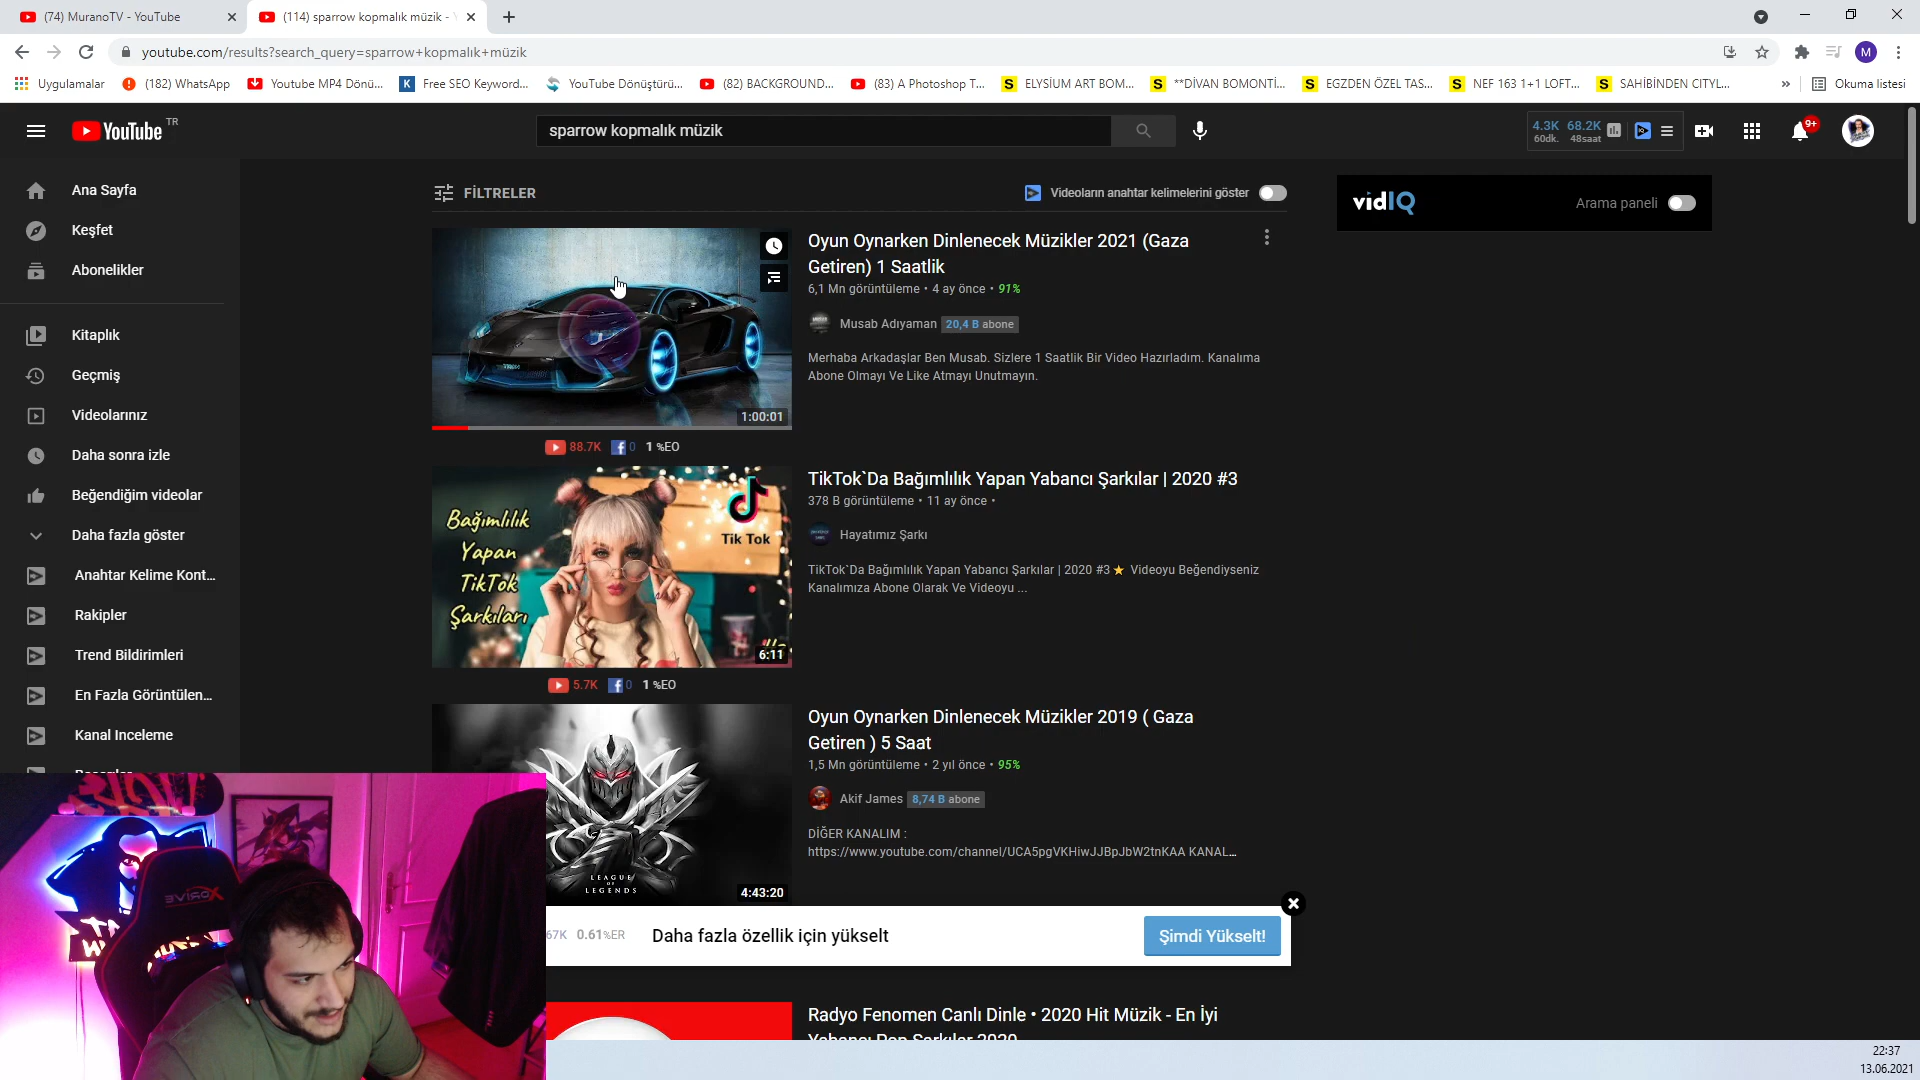 (74) MuranoTV - YouTube
(114) sparrow kopmalık müzik -
youtube.com/results?search_query=sparrow+kopmalık+müzik
M
Uygulamalar
(182) WhatsApp
Youtube MP4 Dönü...
Free SEO Keyword...
YouTube Dönüştürü...
(82) BACKGROUND...
(83) A Photoshop T...
ELYSİUM ART BOM...
**DİVAN BOMONTİ...
EGZDEN ÖZEL TAS...
NEF 163 1+1 LOFT...
SAHİBİNDEN CITYL...
»
Okuma listesi
YouTube TR
sparrow kopmalık müzik
4.3K 68.2K
60dk. 48saat
9+
Ana Sayfa
Keşfet
Abonelikler
Kitaplık
Geçmiş
Videolarınız
Daha sonra izle
Beğendiğim videolar
Daha fazla göster
Anahtar Kelime Kont...
Rakipler
Trend Bildirimleri
En Fazla Görüntülen...
Kanal Inceleme
FİLTRELER
Videoların anahtar kelimelerini göster
vidIQ
Arama paneli
1:00:01
88.7K 0 1 %EO
Oyun Oynarken Dinlenecek Müzikler 2021 (Gaza
Getiren) 1 Saatlik
6,1 Mn görüntüleme • 4 ay önce • 91%
Musab Adıyaman 20,4 B abone
Merhaba Arkadaşlar Ben Musab. Sizlere 1 Saatlik Bir Video Hazırladım. Kanalıma
Abone Olmayı Ve Like Atmayı Unutmayın.
Bağımlılık
Yapan
TikTok
Şarkıları
Tik Tok
6:11
5.7K 0 1 %EO
TikTok`Da Bağımlılık Yapan Yabancı Şarkılar | 2020 #3
378 B görüntüleme • 11 ay önce •
Hayatımız Şarkı
TikTok`Da Bağımlılık Yapan Yabancı Şarkılar | 2020 #3⭐ Videoyu Beğendiyseniz
Kanalımıza Abone Olarak Ve Videoyu ...
LEAGUE
OF
LEGENDS
4:43:20
Oyun Oynarken Dinlenecek Müzikler 2019 ( Gaza
Getiren ) 5 Saat
1,5 Mn görüntüleme • 2 yıl önce • 95%
Akif James 8,74 B abone
DİĞER KANALIM :
https://www.youtube.com/channel/UCA5pgVKHiwJJBpJbW2tnKAA KANAL...
67K 0.61%ER
Daha fazla özellik için yükselt
Şimdi Yükselt!
Radyo Fenomen Canlı Dinle • 2020 Hit Müzik - En İyi
Yabancı Pop Şarkılar 2020
22:37
13.06.2021